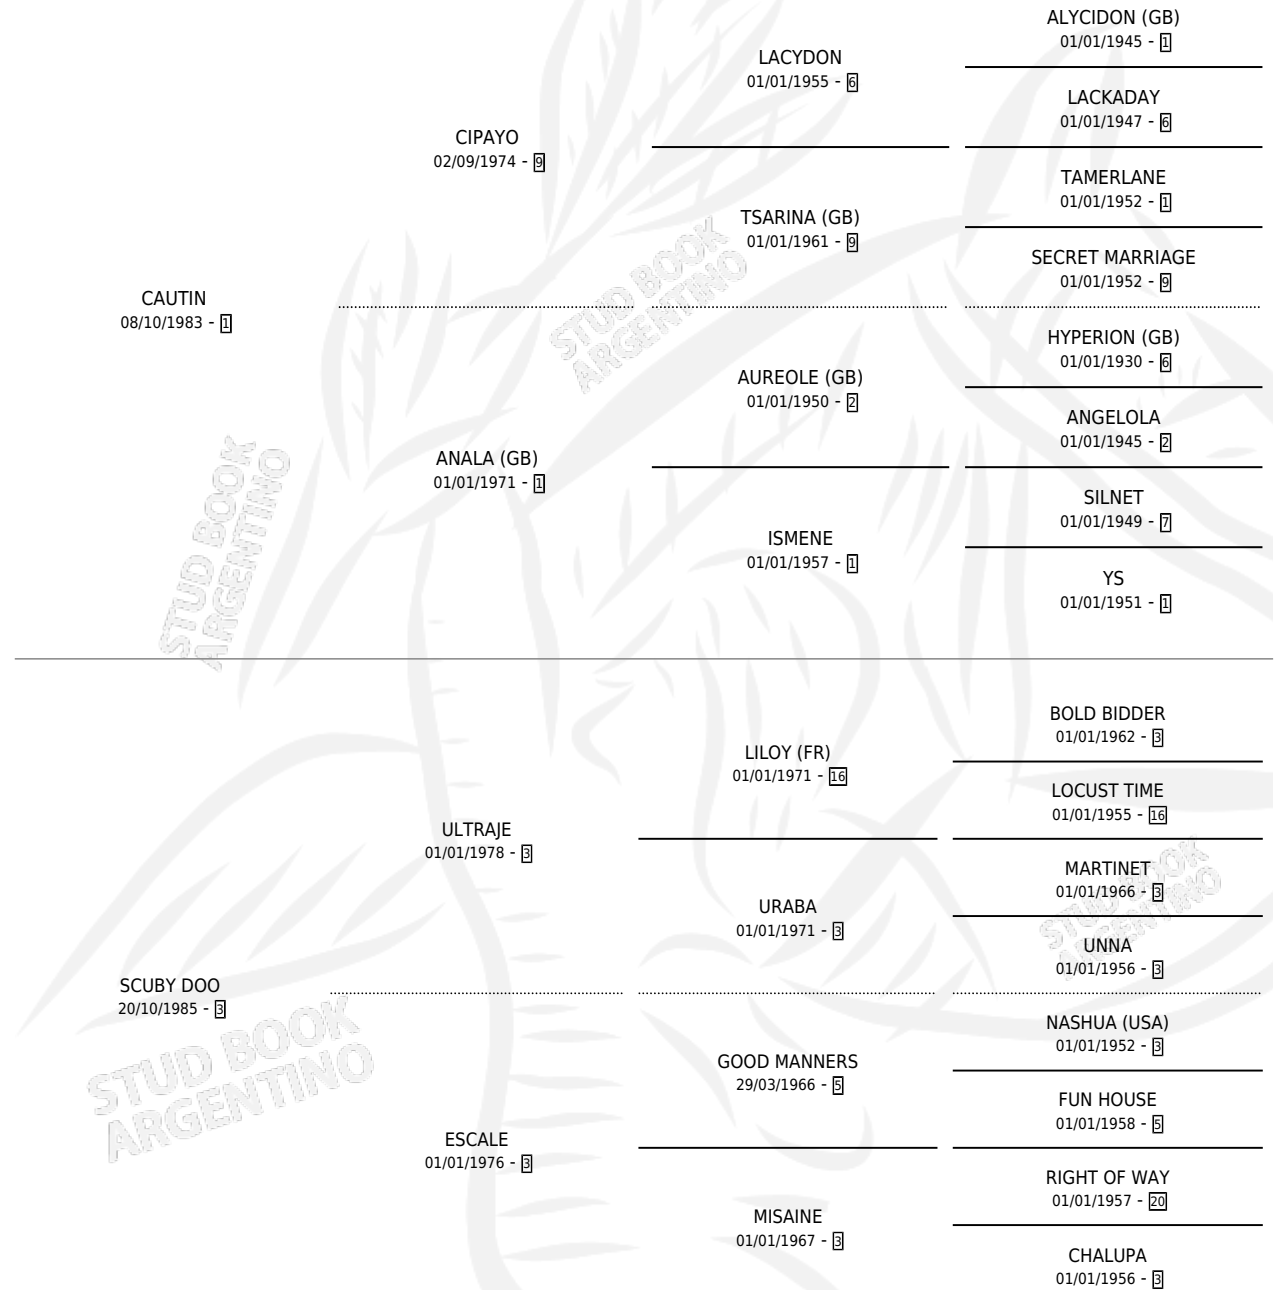 ALYCIDON (GB)
01/01/1945 - 1
LACYDON
01/01/1955 - 6
LACKADAY
01/01/1947 - 6
CIPAYO
02/09/1974 - 9
TAMERLANE
01/01/1952 - 1
TSARINA (GB)
01/01/1961 - 9
SECRET MARRIAGE
01/01/1952 - 9
CAUTIN
08/10/1983 - 1
STUD BOOK
ARGENTINO
HYPERION (GB)
01/01/1930 - 6
AUREOLE (GB)
01/01/1950 - 2
ANGELOLA
01/01/1945 - 2
ANALA (GB)
01/01/1971 - 1
SILNET
01/01/1949 - 7
ISMENE
01/01/1957 - 1
YS
01/01/1951 - 1
STUD BOOK
ARGENTINO
BOLD BIDDER
01/01/1962 - 3
LILOY (FR)
01/01/1971 - 16
LOCUST TIME
01/01/1955 - 16
ULTRAJE
01/01/1978 - 3
MARTINET
01/01/1966 - 3
URABA
01/01/1971 - 3
UNNA
01/01/1956 - 3
STUD BOOK
ARGENTINO
SCUBY DOO
20/10/1985 - 3
NASHUA (USA)
01/01/1952 - 3
GOOD MANNERS
29/03/1966 - 5
FUN HOUSE
01/01/1958 - 5
STUD BOOK
ARGENTINO
ESCALE
01/01/1976 - 3
RIGHT OF WAY
01/01/1957 - 20
MISAINE
01/01/1967 - 3
CHALUPA
01/01/1956 - 3